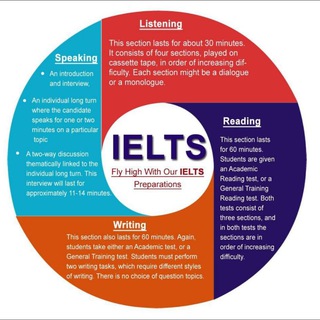 Listening
This section lasts for about 30 minutes.
It consists of four sections, played on
cassette tape, in order of increasing dif-
ficulty. Each section might be a dialogue
or a monologue.
Speaking
• An introduction
and interview.
• An individual long turn
where the candidate
speaks for one or two
minutes on a particular
topic
• A two-way discussion
thematically linked to the
individual long turn. This
interview will last for
approximately 11-14 minutes.
IELTS
Fly High With Our IELTS
Preparations
Reading
This section lasts
for 60 minutes.
Students are given
an Academic
Reading test, or a
General Training
Reading test. Both
tests consist of
three sections, and
in both tests the
sections are in
order of increasing
difficulty.
Writing
This section also lasts for 60 minutes. Again,
students take either an Academic test, or a
General Training test. Students must perform
two writing tasks, which require different styles
of writing. There is no choice of question topics.